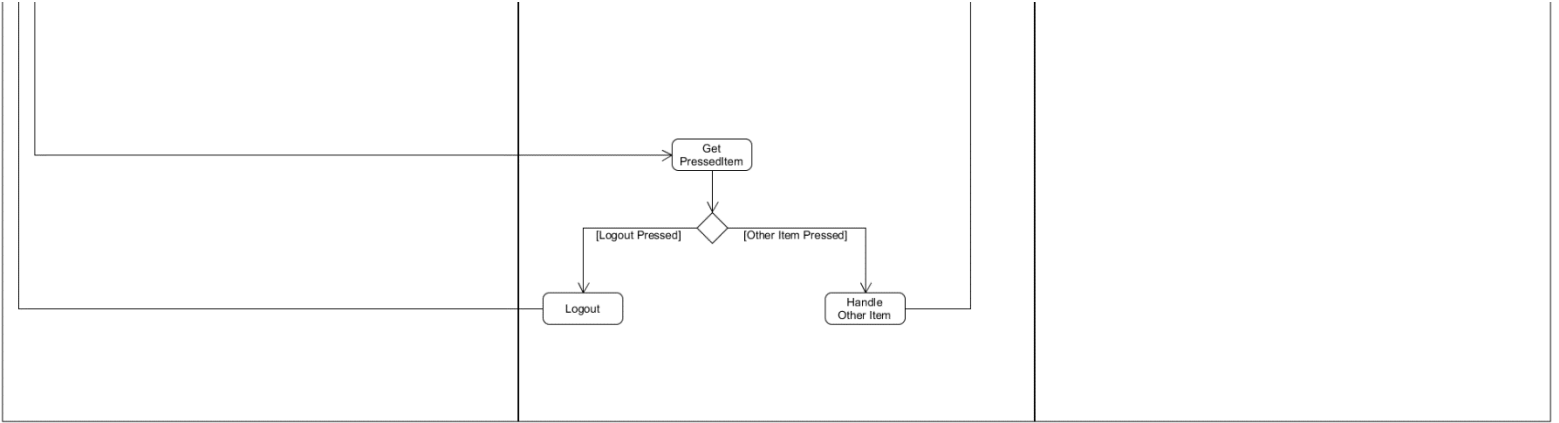 Get
PressedItem
[Logout Pressed]
[Other Item Pressed]
Logout
Handle
Other Item